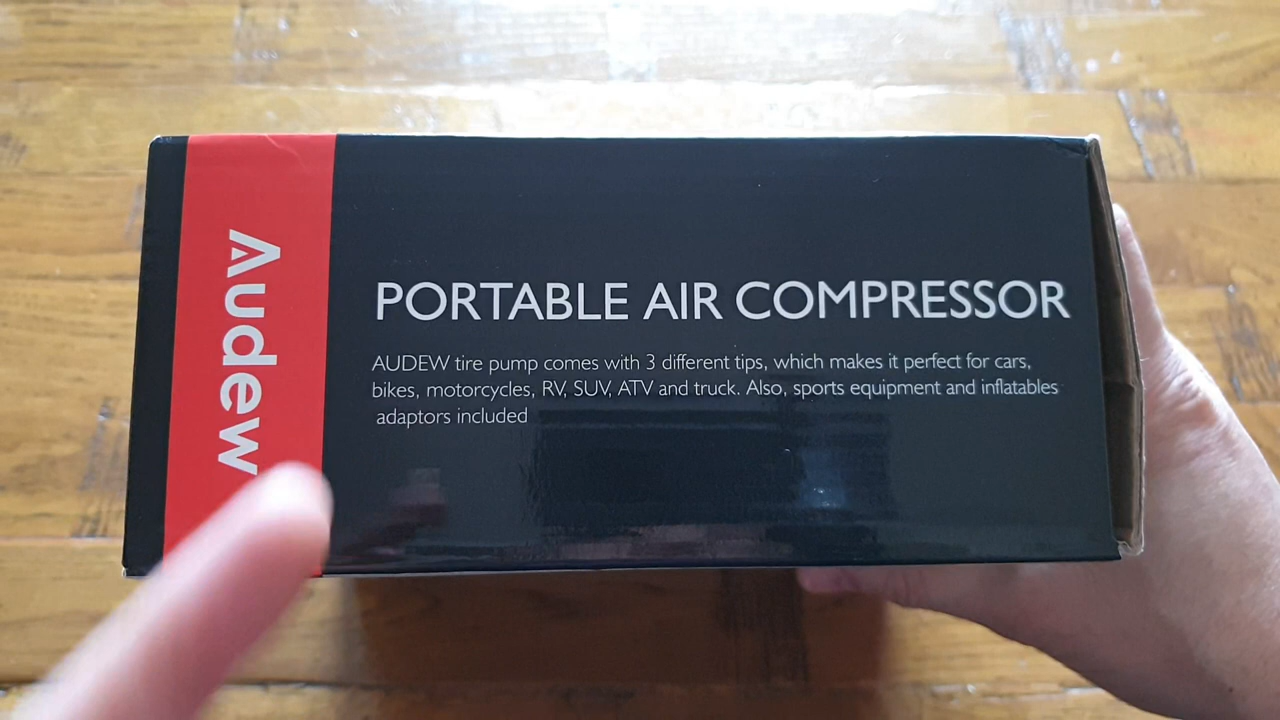 Audew
PORTABLE AIR COMPRESSOR
AUDEW tire pump comes with 3 different tips, which makes it perfect for cars,
bikes, motorcycles, RV, SUV, ATV and truck. Also, sports equipment and inflatables
adaptors included